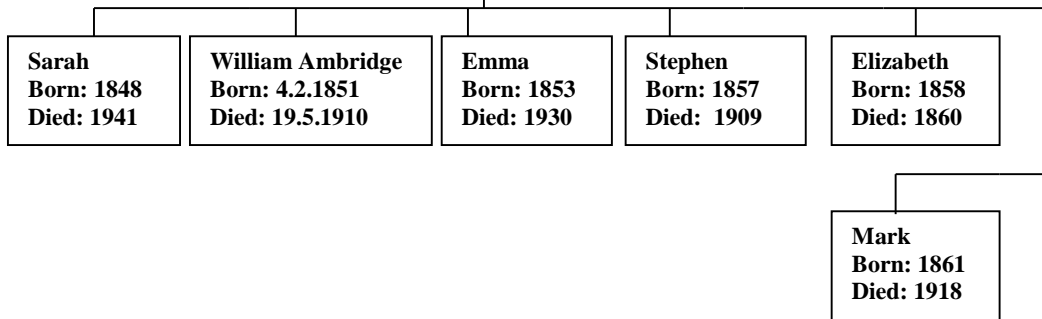 Sarah
Born: 1848
Died: 1941
William Ambridge
Born: 4.2.1851
Died: 19.5.1910
Emma
Born: 1853
Died: 1930
Stephen
Born: 1857
Died:  1909
Elizabeth
Born: 1858
Died: 1860
Mark
Born: 1861
Died: 1918